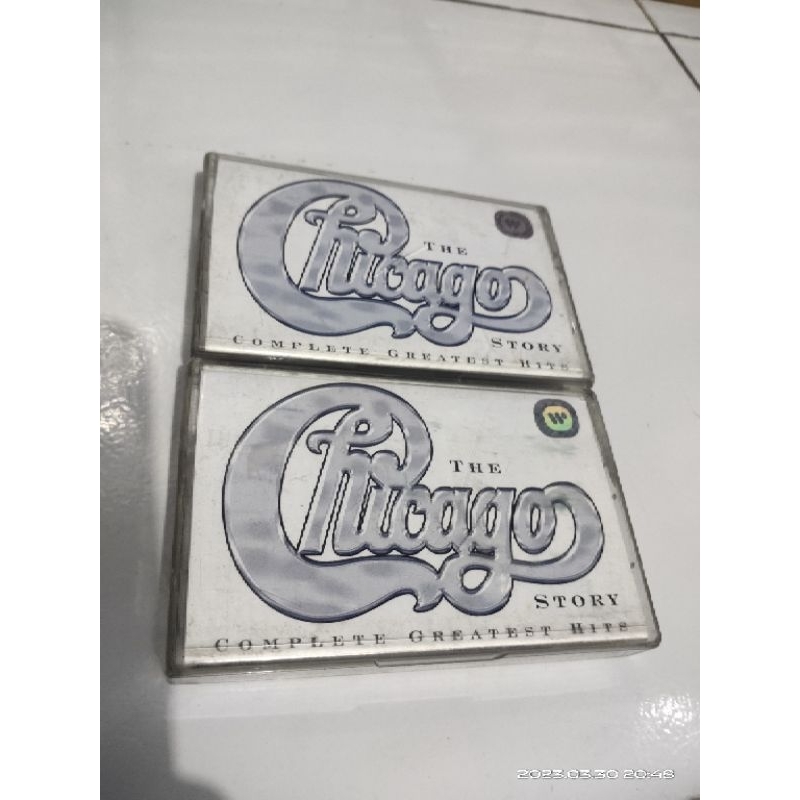 THE
Chicago
STORY
COMPLETE GREATEST HITS
THE
Chicago
STORY
COMPLETE GREATEST HITS
2023.03.30 20:48